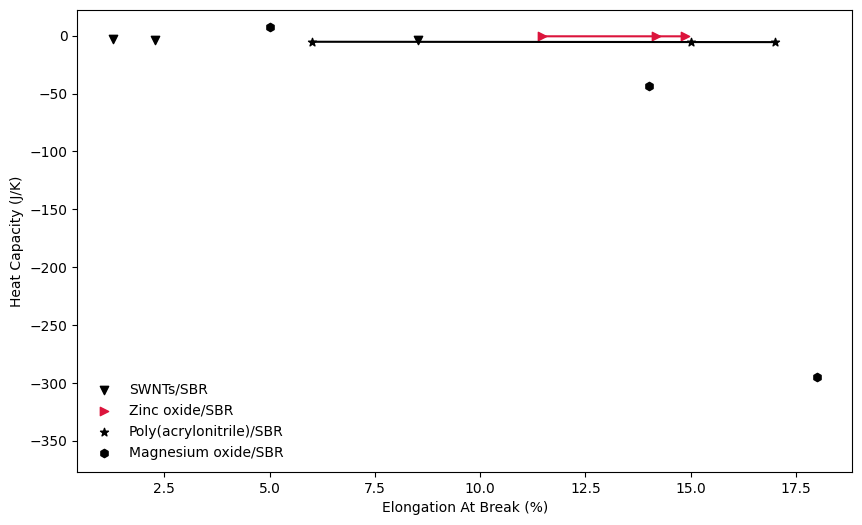 0
−50
−100
−150
−200
−250
−300
−350
Heat Capacity (J/K)
SWNTs/SBR
Zinc oxide/SBR
Poly(acrylonitrile)/SBR
Magnesium oxide/SBR
2.5 5.0 7.5 10.0 12.5 15.0 17.5
Elongation At Break (%)